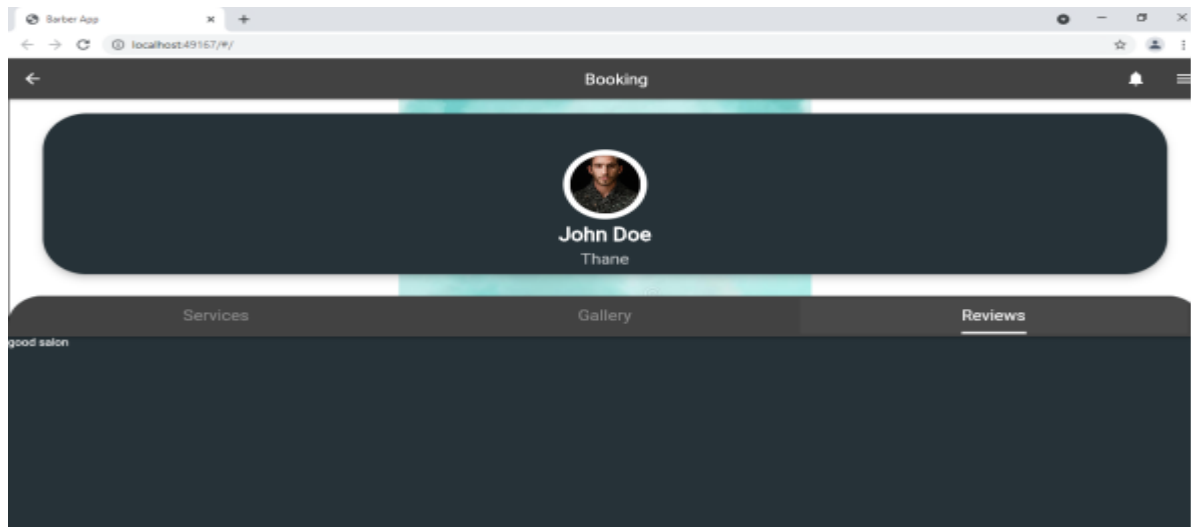 Barber App
localhost:49167/#/
Booking
John Doe
Thane
Services Gallery Reviews
good salon